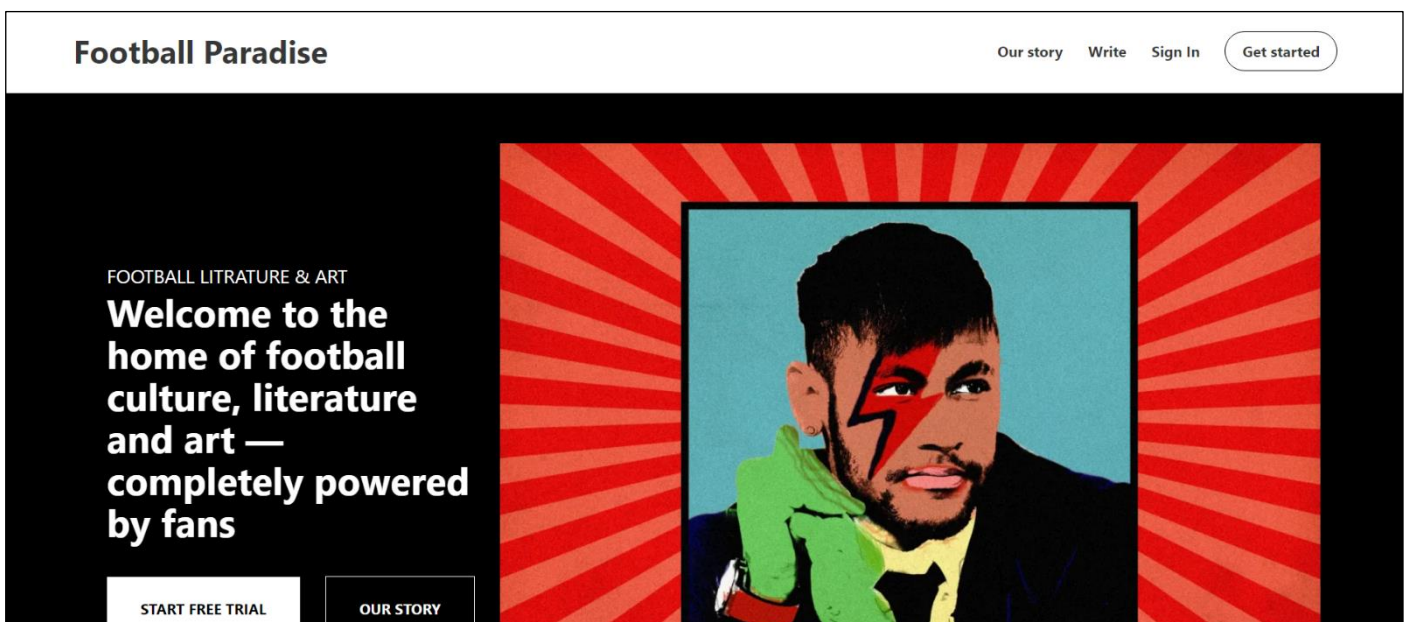 Football Paradise
Our story Write Sign In Get started
FOOTBALL LITRATURE & ART
Welcome to the
home of football
culture, literature
and art —
completely powered
by fans
START FREE TRIAL OUR STORY